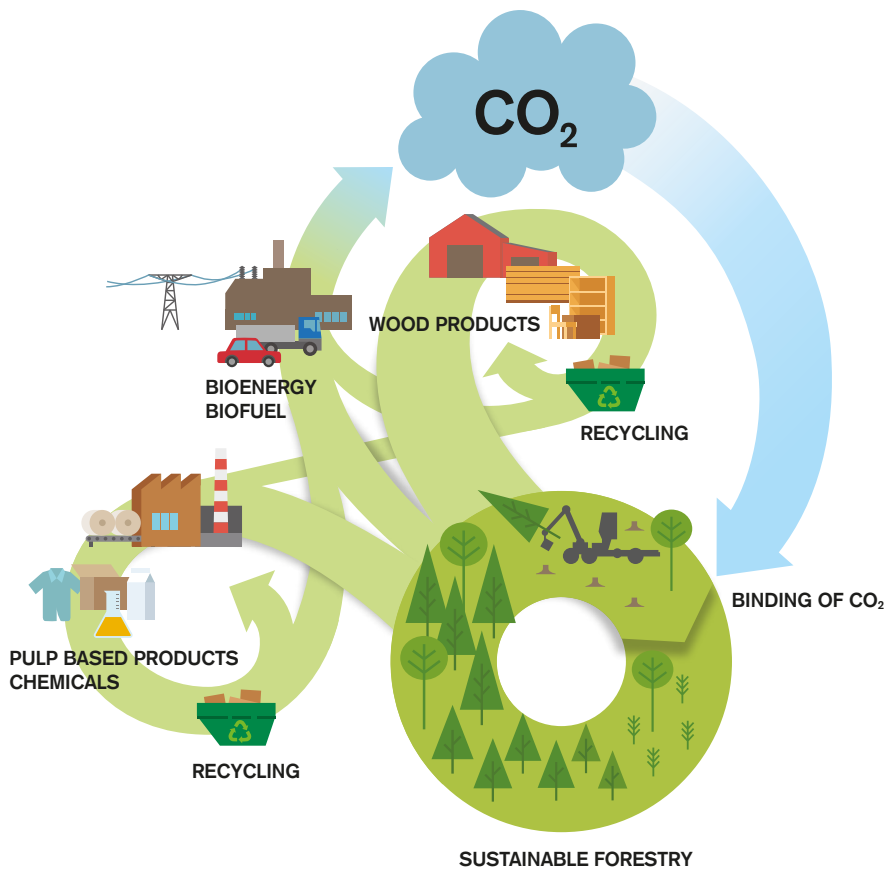 CO₂
WOOD PRODUCTS
BIOENERGY
BIOFUEL
RECYCLING
BINDING OF CO₂
PULP BASED PRODUCTS
CHEMICALS
RECYCLING
SUSTAINABLE FORESTRY